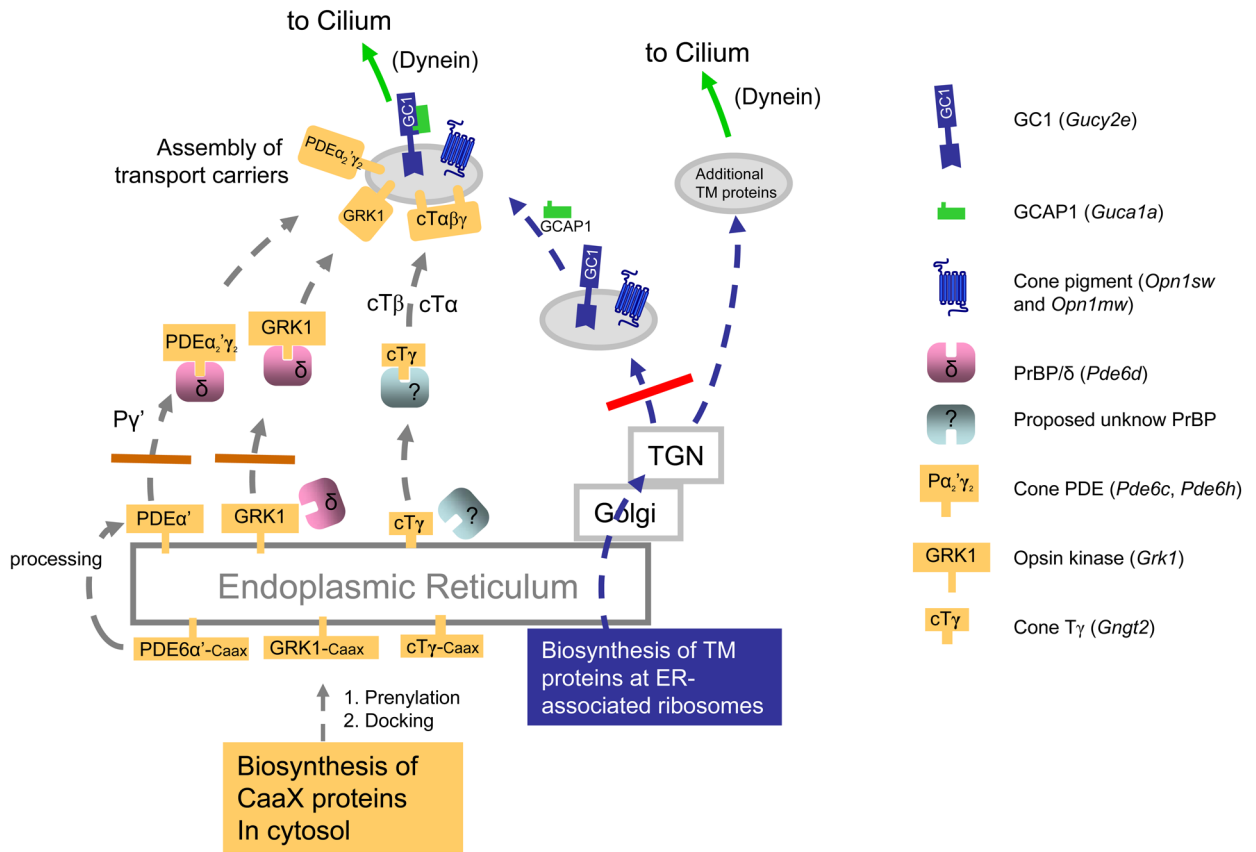 to Cilium
(Dynein)
GC1
Assembly of
transport carriers
PDEα₂'γ₂
GRK1
cTαβγ
to Cilium
(Dynein)
Additional
TM proteins
GCAP1
GC1
cTβ
cTα
PDEα₂'γ₂
δ
GRK1
δ
cTγ
?
Pγ'
TGN
Golgi
PDEα'
GRK1
δ
cTγ
?
processing
Endoplasmic Reticulum
PDE6α'-Caax
GRK1-Caax
cTγ-Caax
1. Prenylation
2. Docking
Biosynthesis of TM
proteins at ER-
associated ribosomes
Biosynthesis of
CaaX proteins
In cytosol
GC1
GC1 (Gucy2e)
GCAP1 (Guca1a)
Cone pigment (Opn1sw
and Opn1mw)
δ
PrBP/δ (Pde6d)
?
Proposed unknow PrBP
Pα₂'γ₂
Cone PDE (Pde6c, Pde6h)
GRK1
Opsin kinase (Grk1)
cTγ
Cone Tγ (Gngt2)